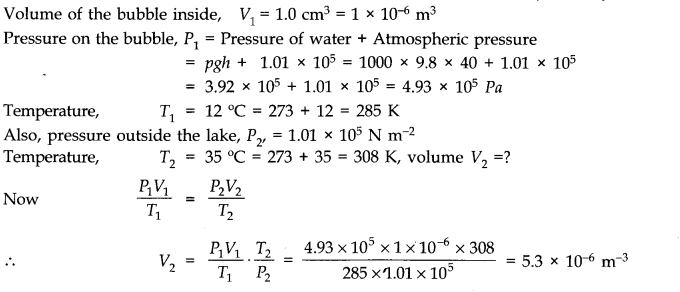 Volume of the bubble inside, V₁ = 1.0 cm³ = 1 × 10⁻⁶ m³
Pressure on the bubble, P₁ = Pressure of water + Atmospheric pressure
= pgh + 1.01 × 10⁵ = 1000 × 9.8 × 40 + 1.01 × 10⁵
= 3.92 × 10⁵ + 1.01 × 10⁵ = 4.93 × 10⁵ Pa
Temperature, T₁ = 12 ºC = 273 + 12 = 285 K
Also, pressure outside the lake, P₂, = 1.01 × 10⁵ N m⁻²
Temperature, T₂ = 35 ºC = 273 + 35 = 308 K, volume V₂ =?
Now P₁V₁/T₁ = P₂V₂/T₂
∴ V₂ = P₁V₁/T₁ · T₂/P₂ = 4.93 × 10⁵ × 1 × 10⁻⁶ × 308 / 285 × 1.01 × 10⁵ = 5.3 × 10⁻⁶ m⁻³